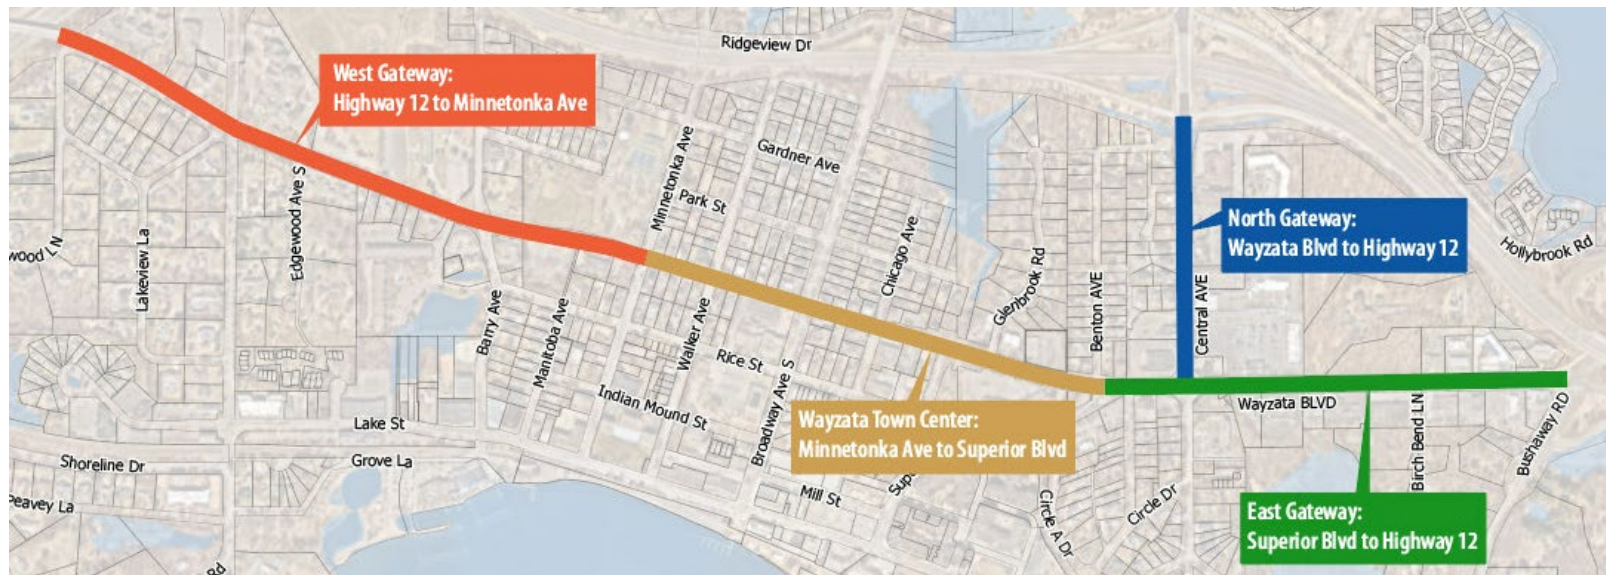 Ridgeview Dr
West Gateway:
Highway 12 to Minnetonka Ave
Minnetonka Ave
Gardner Ave
Park St
Edgewood Ave S
Lakeview La
wood LN
Chicago Ave
North Gateway:
Wayzata Blvd to Highway 12
Hollybrook Rd
Glenbrook Rd
Benton AVE
Central AVE
Barry Ave
Manitoba Ave
Walker Ave
Rice St
Indian Mound St
Broadway Ave S
Wayzata Town Center:
Minnetonka Ave to Superior Blvd
Wayzata BLVD
Birch Bend LN
Bushaway RD
Lake St
Grove La
Shoreline Dr
Peavey La
Mill St
Circle A Dr
Circle Dr
East Gateway:
Superior Blvd to Highway 12
Rd